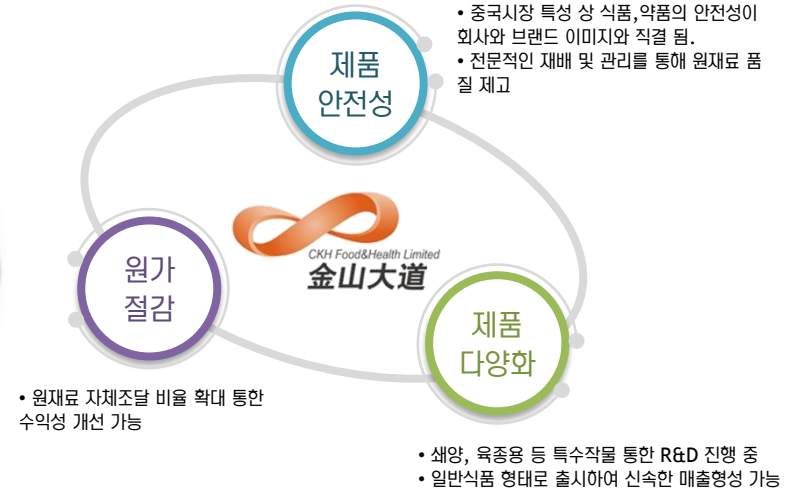 • 중국시장 특성 상 식품,약품의 안전성이
회사와 브랜드 이미지와 직결 됨.
• 전문적인 재배 및 관리를 통해 원재료 품
질 제고
제품
안전성
CKH Food&Health Limited
金山大道
원가
절감
제품
다양화
• 원재료 자체조달 비율 확대 통한
수익성 개선 가능
• 쇄양, 육종용 등 특수작물 통한 R&D 진행 중
• 일반식품 형태로 출시하여 신속한 매출형성 가능